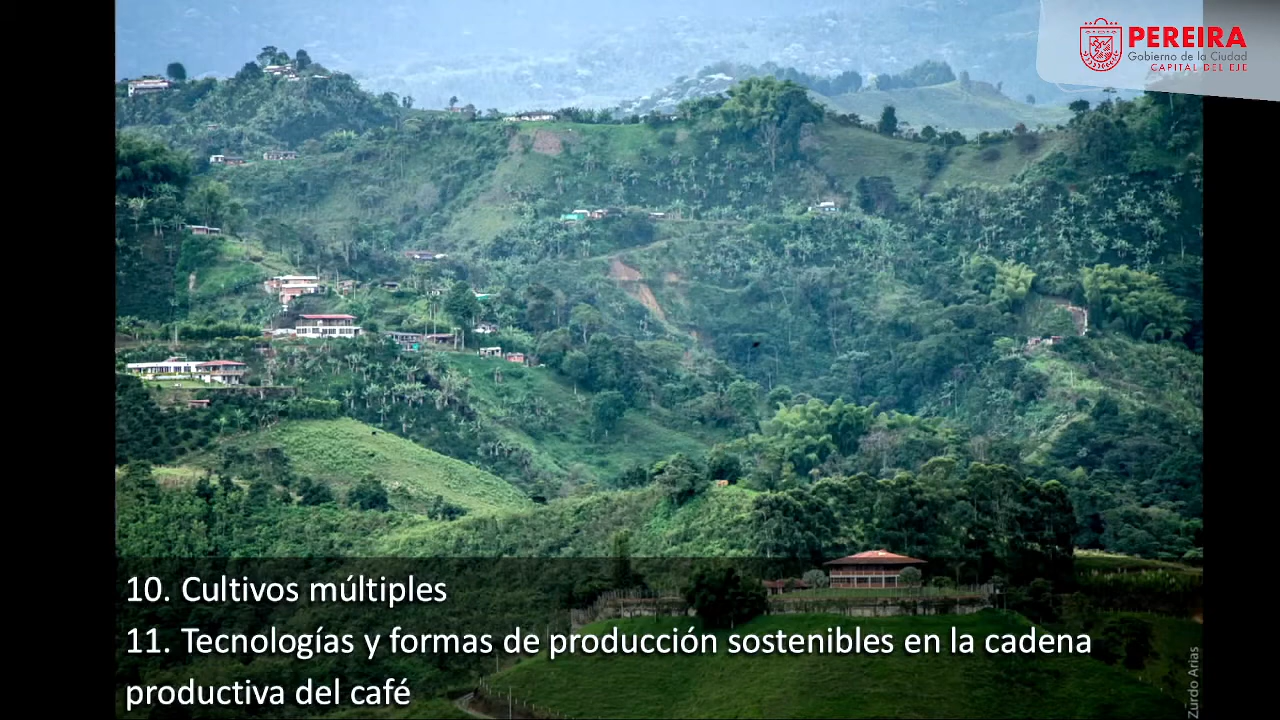 PEREIRA
Gobierno de la Ciudad
CAPITAL DEL EJE
10. Cultivos múltiples
11. Tecnologías y formas de producción sostenibles en la cadena
productiva del café
Zurdo Arias